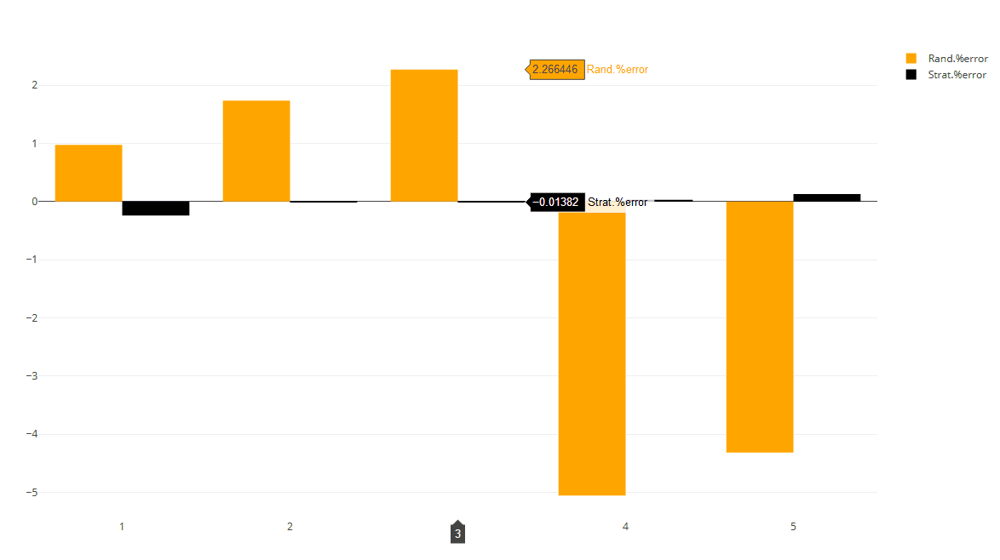 Rand.%error
Strat.%error
2.266446 Rand.%error
−0.01382 Strat.%error
2
1
0
−1
−2
−3
−4
−5
1 2 3 4 5